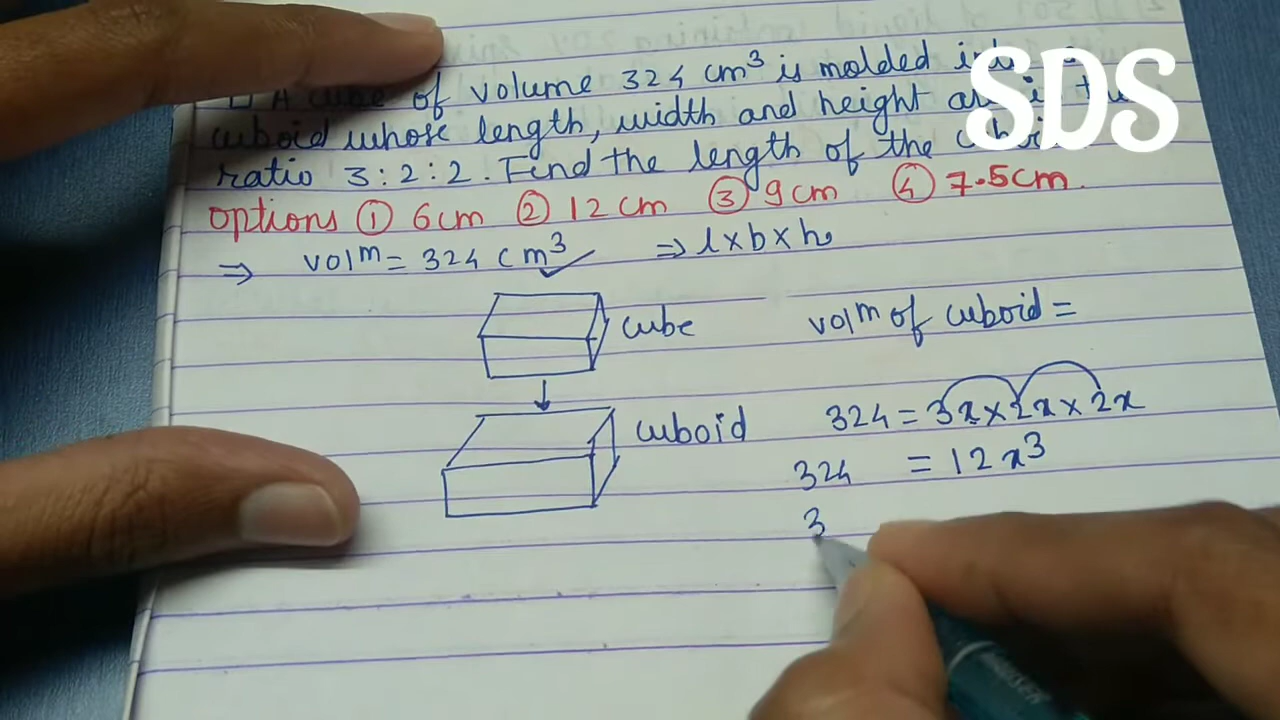 A cube of volume 324 cm³ is molded
SDS
cuboid whose length, width and height
ratio 3:2:2. Find the length of the
options ① 6cm ② 12cm ③ 9cm ④ 7.5cm.
⇒ volᵐ = 324 cm³ ✓ ⇒ l×b×h
cube
volᵐ of cuboid =
cuboid
324 = 3x×2x×2x
324 = 12x³
3